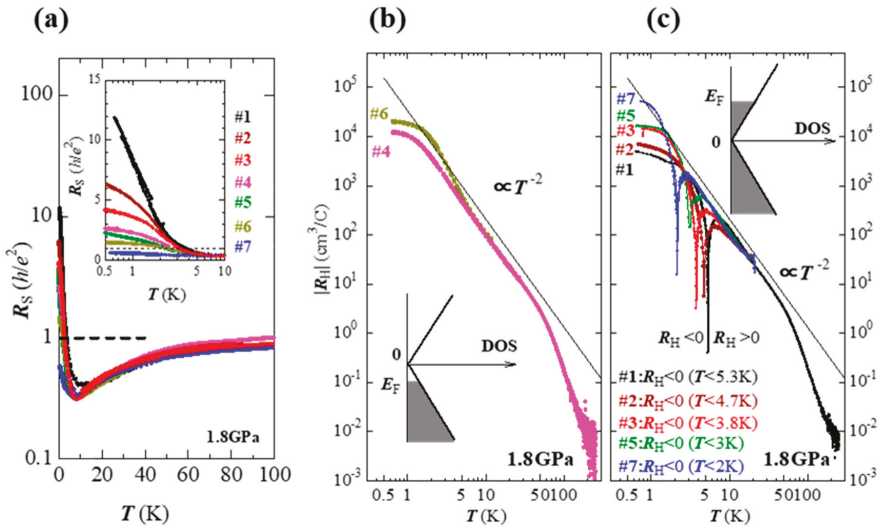 (a)
R_S (h/e^2)
100
10
1
0.1
0 20 40 60 80 100
T (K)
1.8GPa
R_S (h/e^2)
15
10
5
0
0.5 1 5 10
T (K)
#1
#2
#3
#4
#5
#6
#7
(b)
|R_H| (cm^3/C)
10^5
10^4
10^3
10^2
10^1
10^0
10^-1
10^-2
10^-3
#6
#4
∝T^-2
0
DOS
E_F
1.8GPa
0.5 1 5 10 50 100
T (K)
(c)
#7
#5
#3
#2
#1
E_F
0
DOS
∝T^-2
R_H<0 R_H>0
#1:R_H<0 (T<5.3K)
#2:R_H<0 (T<4.7K)
#3:R_H<0 (T<3.8K)
#5:R_H<0 (T<3K)
#7:R_H<0 (T<2K)
1.8GPa
10^5
10^4
10^3
10^2
10^1
10^0
10^-1
10^-2
10^-3
0.5 1 5 10 50 100
T (K)